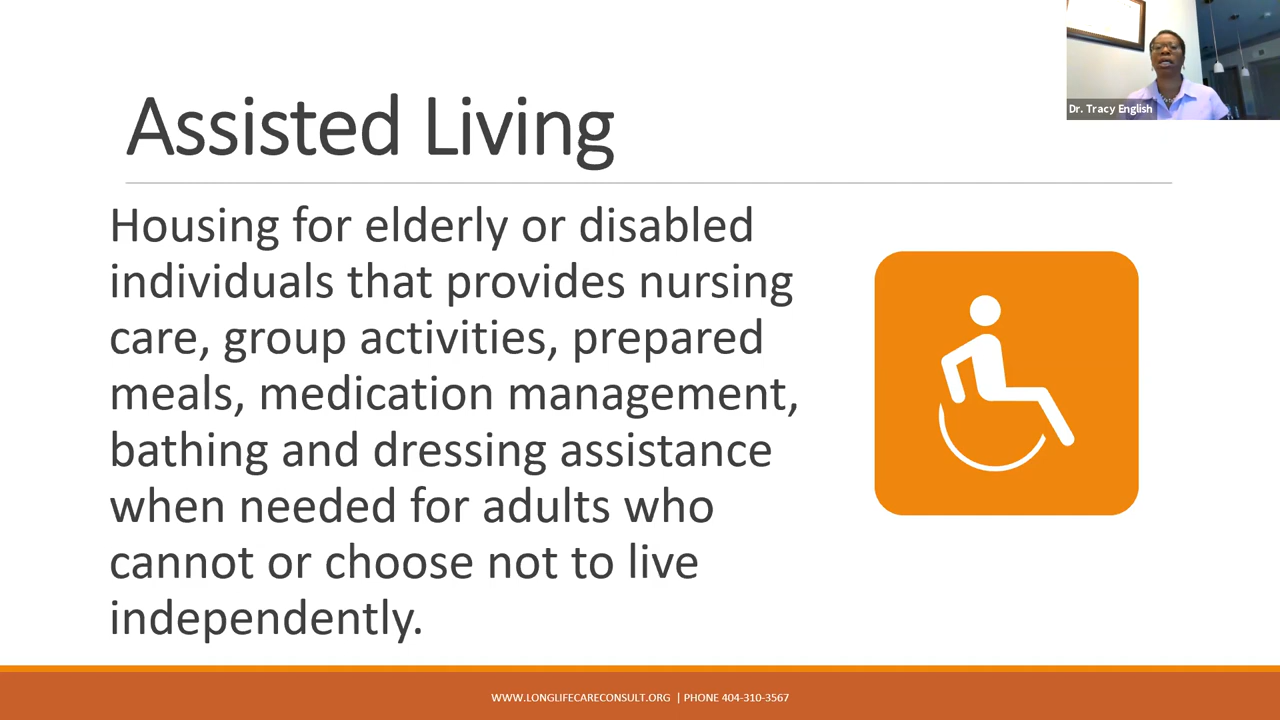 Dr. Tracy English
Assisted Living
Housing for elderly or disabled
individuals that provides nursing
care, group activities, prepared
meals, medication management,
bathing and dressing assistance
when needed for adults who
cannot or choose not to live
independently.
WWW.LONGLIFECARECONSULT.ORG | PHONE 404-310-3567